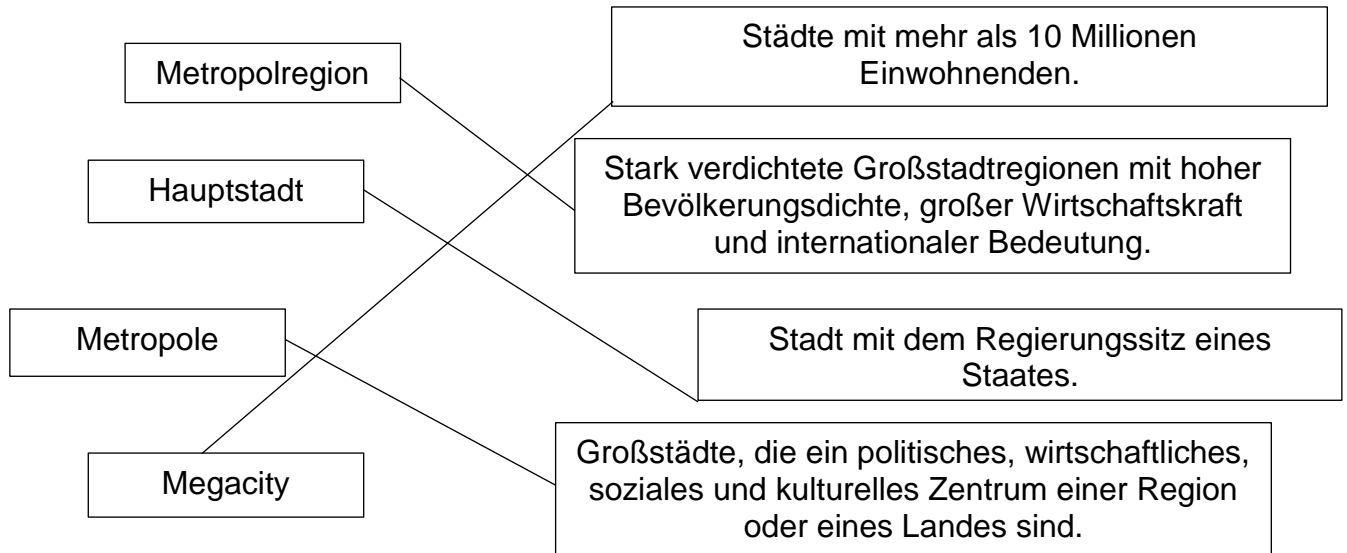 Metropolregion
Hauptstadt
Metropole
Megacity
Städte mit mehr als 10 Millionen
Einwohnenden.
Stark verdichtete Großstadtregionen mit hoher
Bevölkerungsdichte, großer Wirtschaftskraft
und internationaler Bedeutung.
Stadt mit dem Regierungssitz eines
Staates.
Großstädte, die ein politisches, wirtschaftliches,
soziales und kulturelles Zentrum einer Region
oder eines Landes sind.